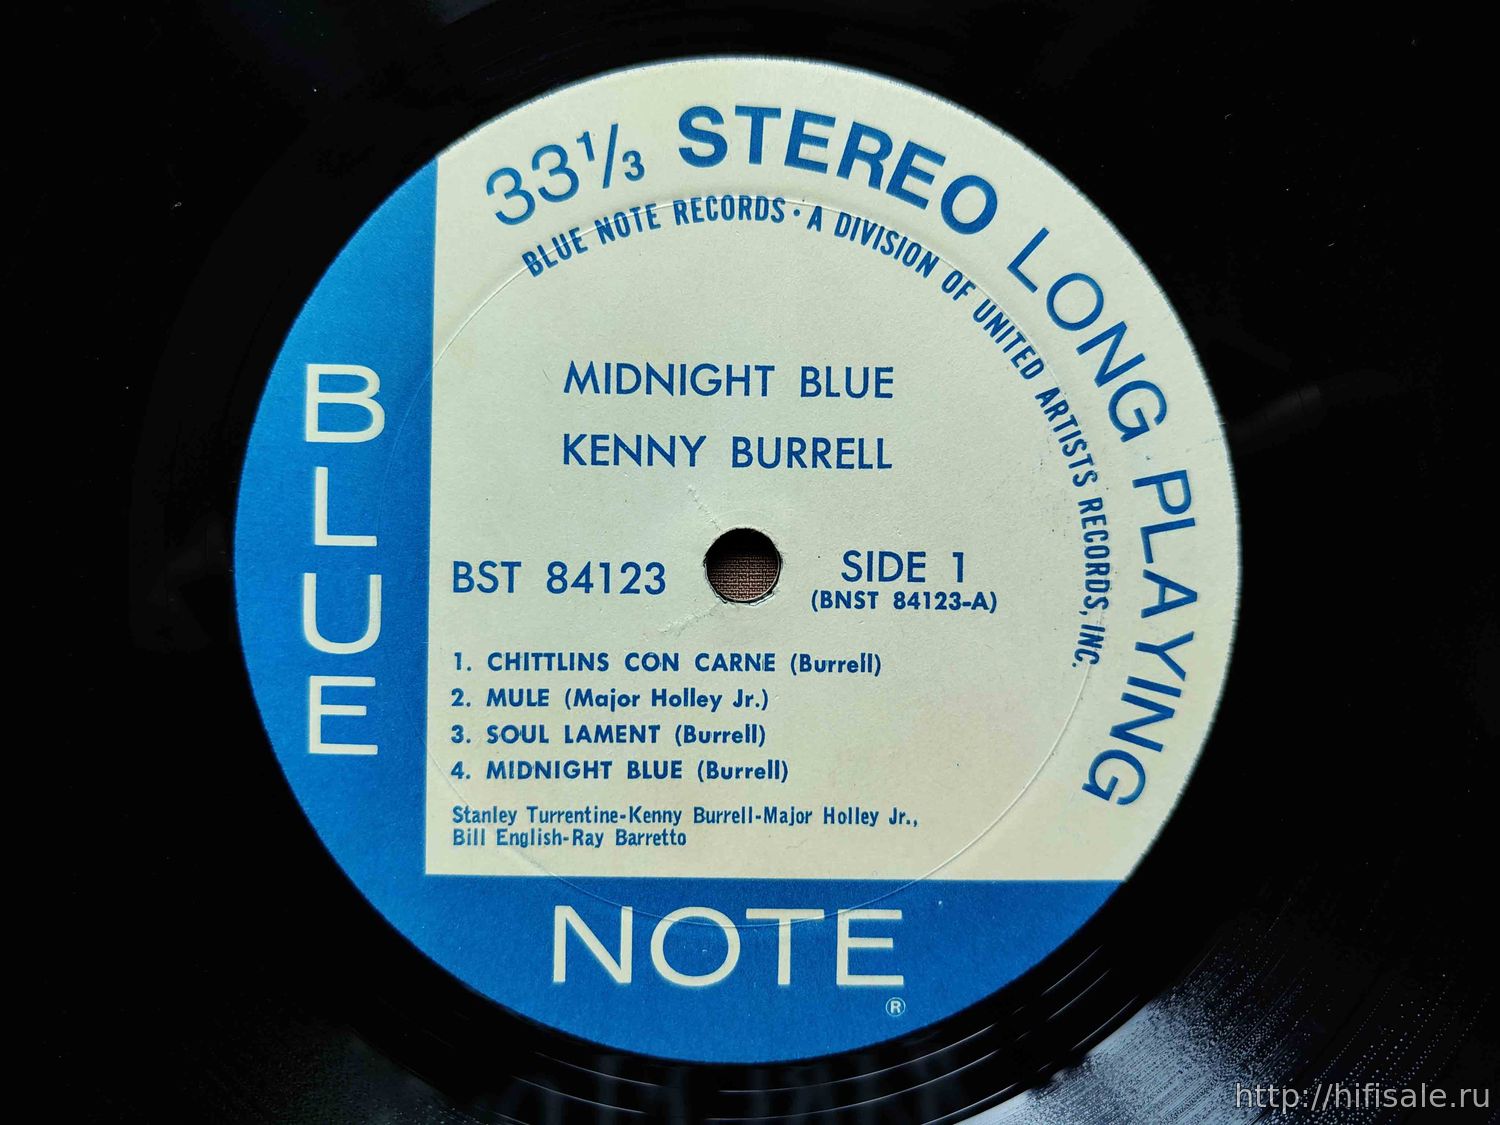 33⅓ STEREO LONG PLAYING
BLUE NOTE RECORDS · A DIVISION OF UNITED ARTISTS RECORDS, INC.
MIDNIGHT BLUE
KENNY BURRELL
BST 84123
SIDE 1
(BNST 84123-A)
1. CHITTLINS CON CARNE (Burrell)
2. MULE (Major Holley Jr.)
3. SOUL LAMENT (Burrell)
4. MIDNIGHT BLUE (Burrell)
Stanley Turrentine-Kenny Burrell-Major Holley Jr.,
Bill English-Ray Barretto
BLUE
NOTE
®
http://hifisale.ru